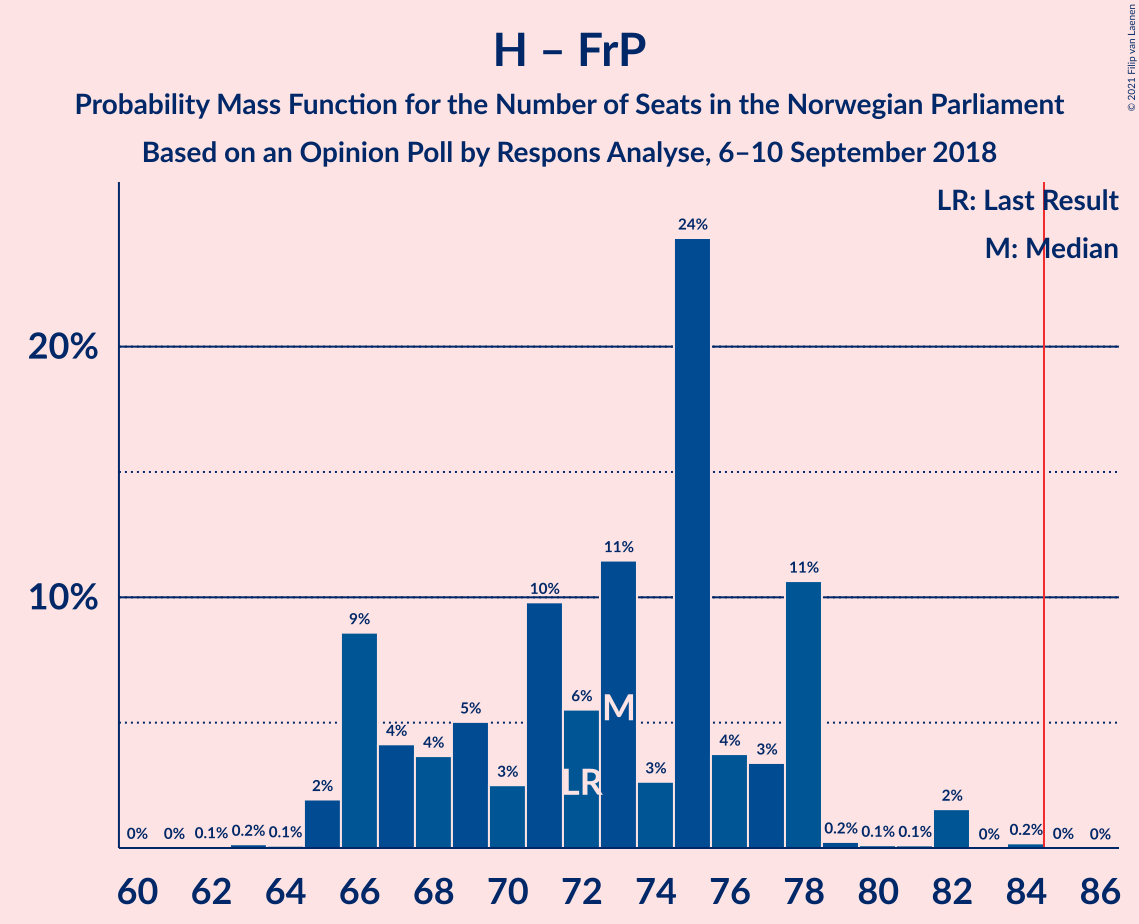 H – FrP
Probability Mass Function for the Number of Seats in the Norwegian Parliament
Based on an Opinion Poll by Respons Analyse, 6–10 September 2018
© 2021 Filip van Laenen
LR: Last Result
M: Median
20%
10%
0% 0% 0.1% 0.2% 0.1% 2% 9% 4% 4% 5% 3% 10% 6% 11% 3% 24% 4% 3% 11% 0.2% 0.1% 0.1% 2% 0% 0.2% 0% 0%
M
LR
60 62 64 66 68 70 72 74 76 78 80 82 84 86